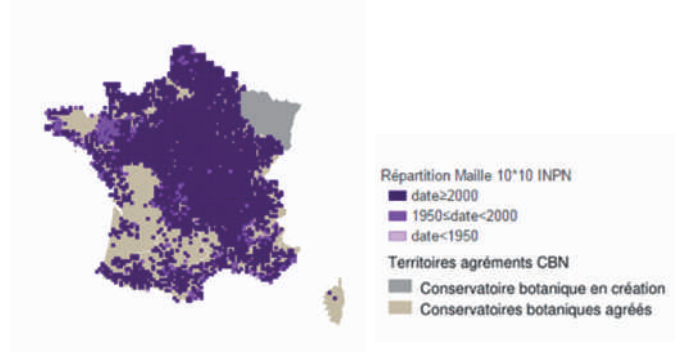 Répartition Maille 10*10 INPN
date≥2000
1950≤date<2000
date<1950
Territoires agréments CBN
Conservatoire botanique en création
Conservatoires botaniques agréés